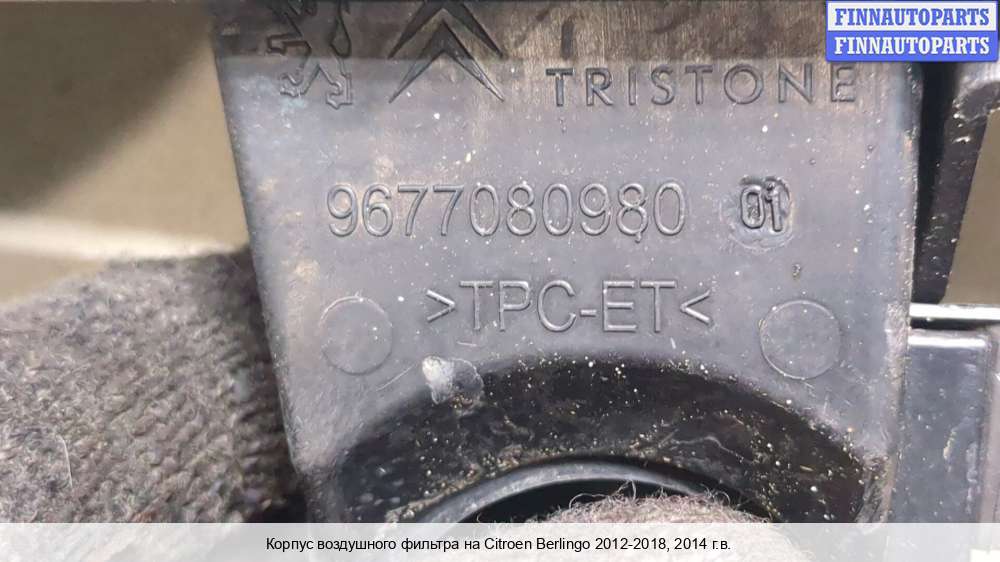 FINNAUTOPARTS
FINNAUTOPARTS
TRISTONE
9677080980 01
>TPC-ET<
Корпус воздушного фильтра на Citroen Berlingo 2012-2018, 2014 г.в.